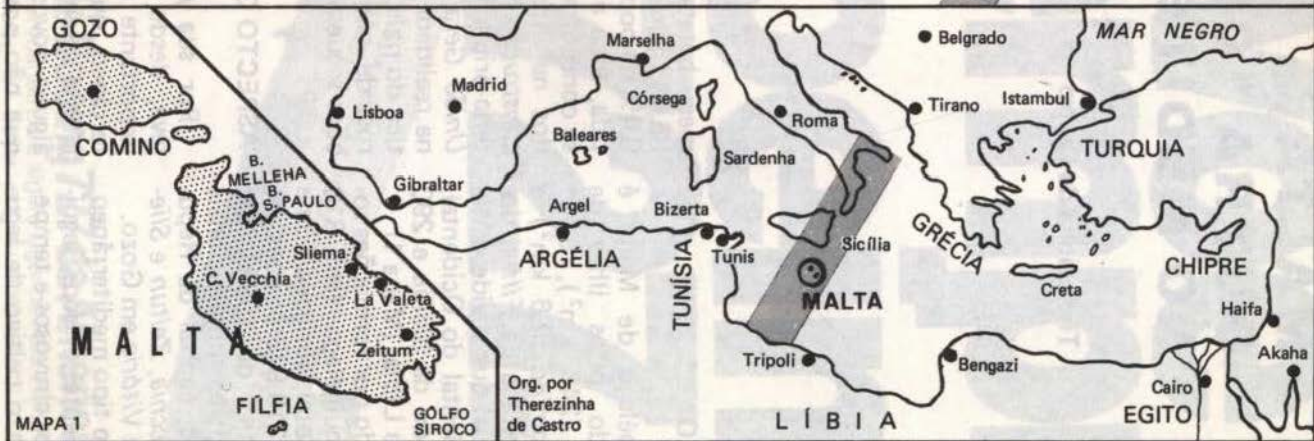 GOZO
COMINO
B.
MELLEHA
B.
S. PAULO
Sliema
C. Vecchia
La Valeta
MALTA
Zeitum
FÍLFIA
GÔLFO
SIROCO
MAPA 1
Org. por
Therezinha
de Castro
Lisboa
Madrid
Gibraltar
Marselha
Córsega
Baleares
Sardenha
Roma
Argel
ARGÉLIA
Bizerta
Tunis
TUNÍSIA
Sicília
MALTA
Tripoli
Bengazi
LÍBIA
Belgrado
Tirano
MAR NEGRO
Istambul
TURQUIA
GRÉCIA
Creta
CHIPRE
Haifa
Akaha
Cairo
EGITO